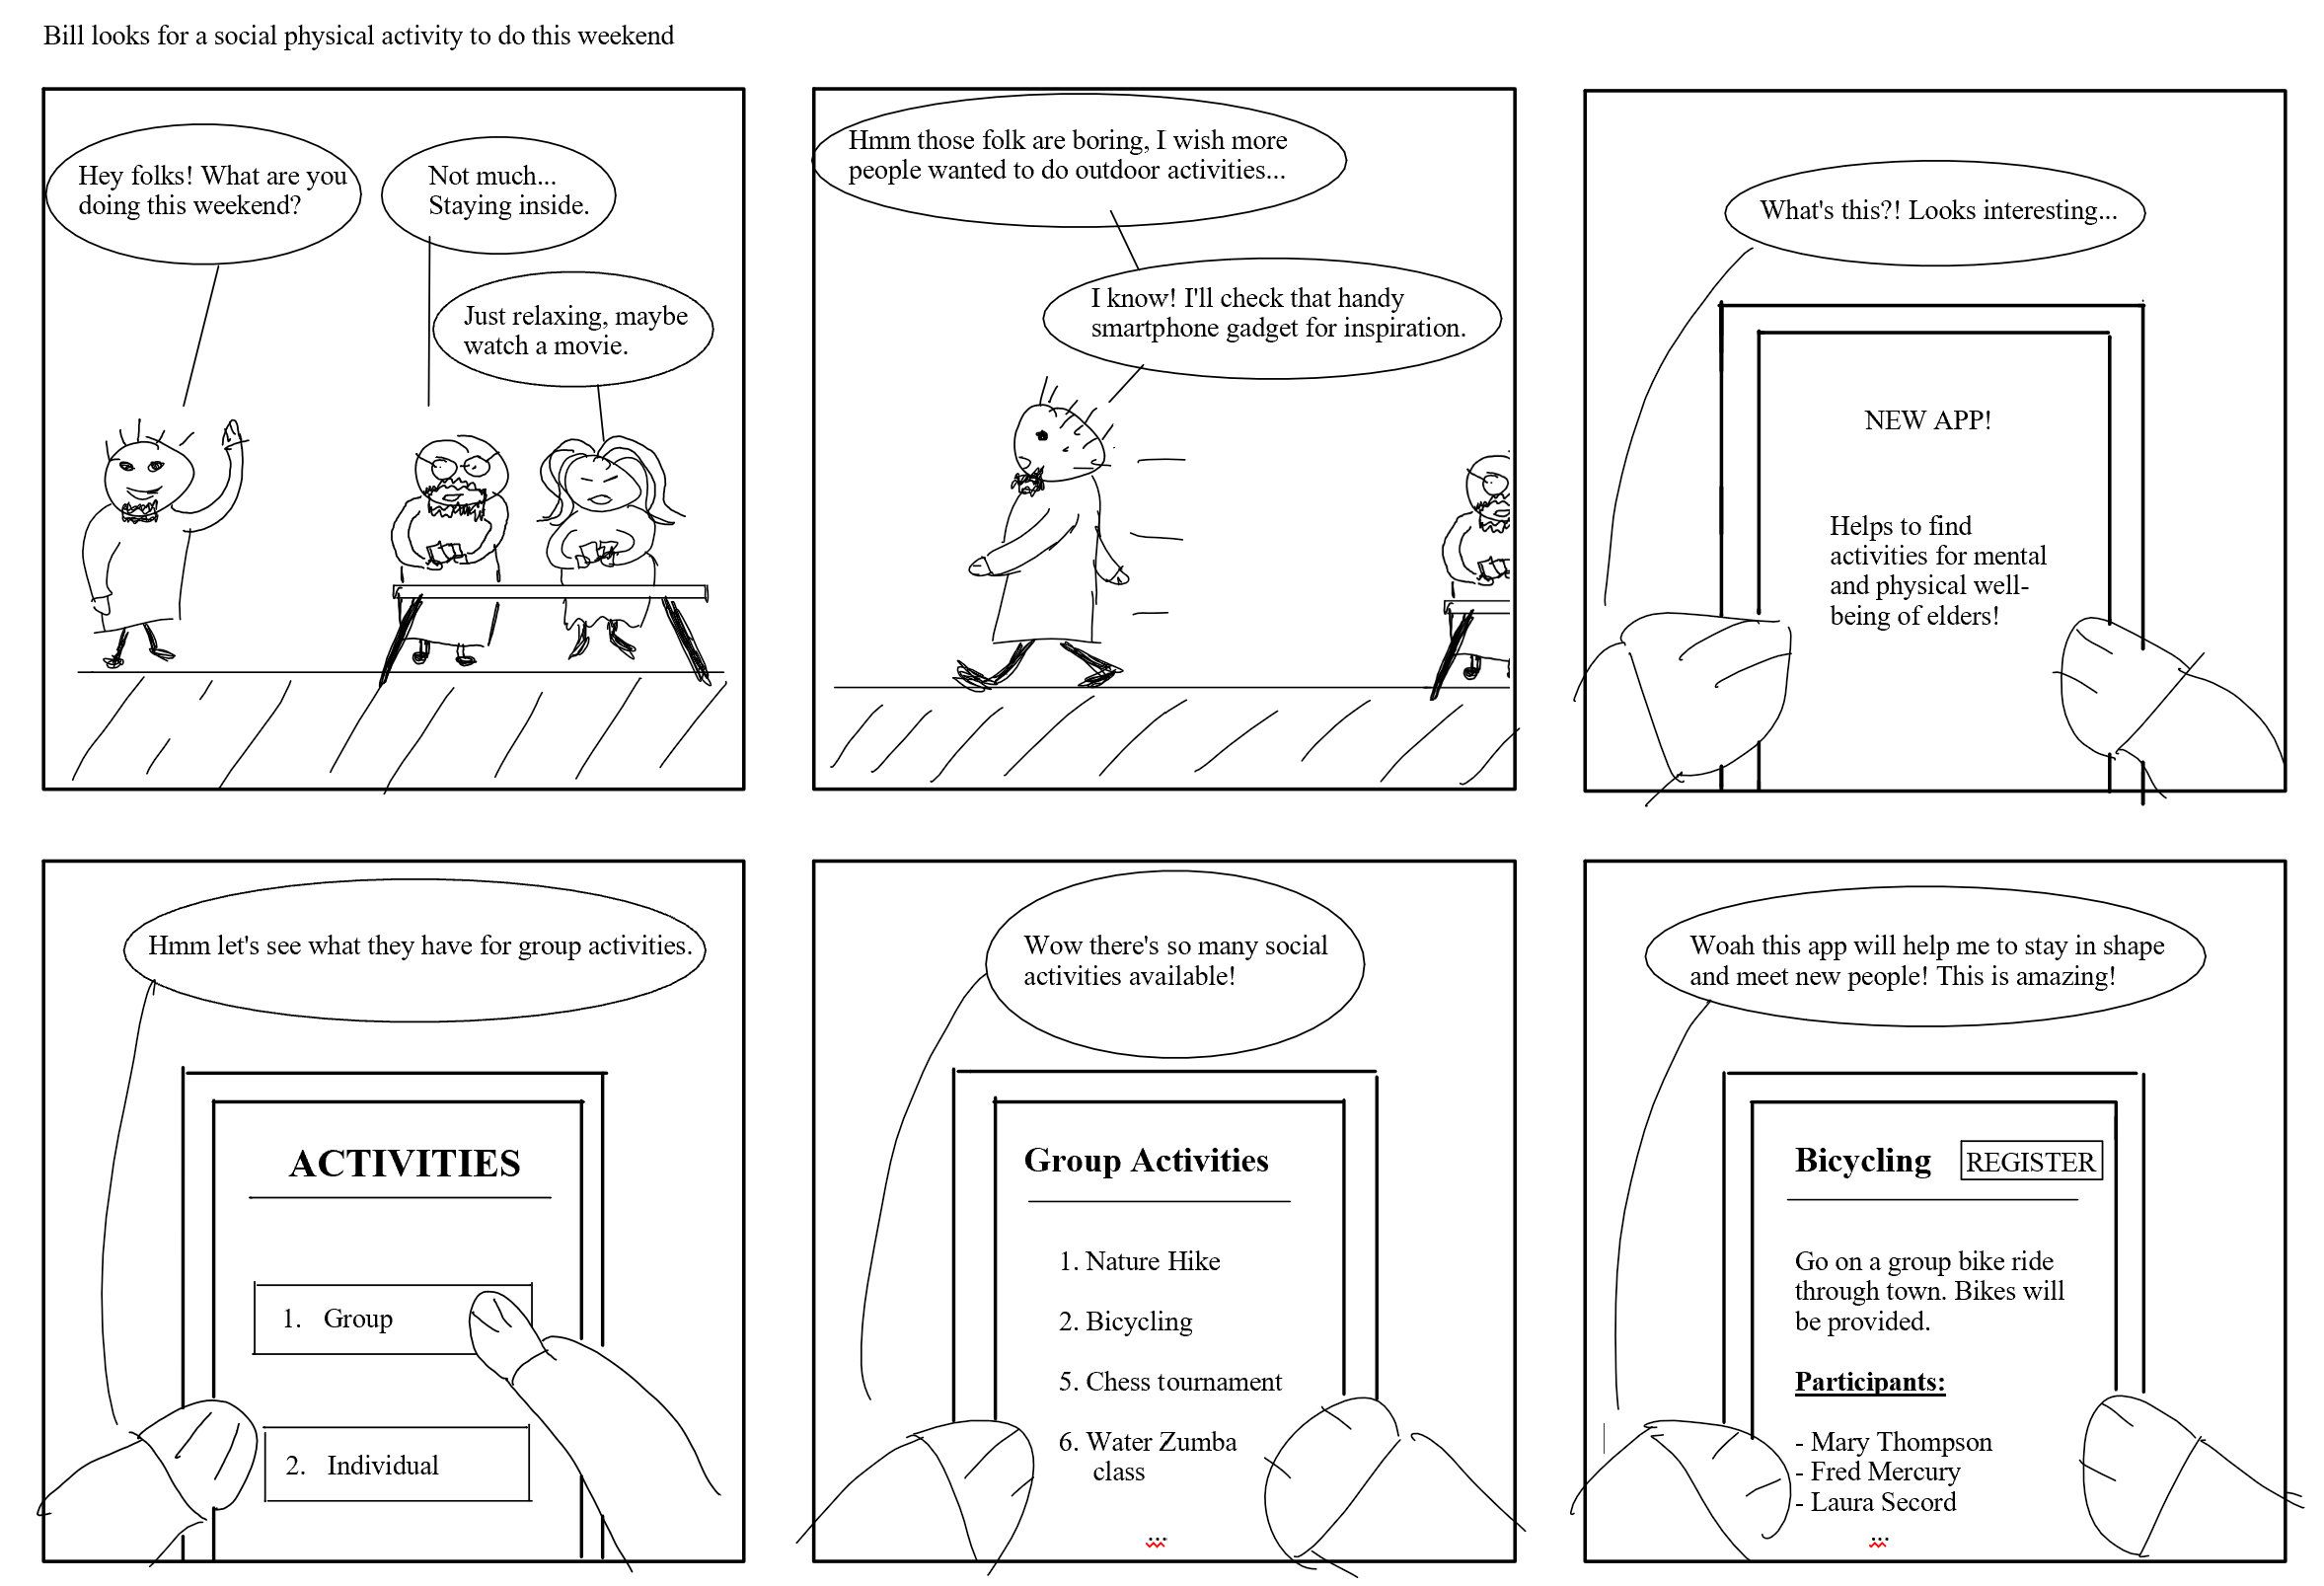 Bill looks for a social physical activity to do this weekend
Hey folks! What are you
doing this weekend?
Not much...
Staying inside.
Just relaxing, maybe
watch a movie.
Hmm those folk are boring, I wish more
people wanted to do outdoor activities...
I know! I'll check that handy
smartphone gadget for inspiration.
What's this?! Looks interesting...
NEW APP!
Helps to find
activities for mental
and physical well-
being of elders!
Hmm let's see what they have for group activities.
ACTIVITIES
1. Group
2. Individual
Wow there's so many social
activities available!
Group Activities
1. Nature Hike
2. Bicycling
5. Chess tournament
6. Water Zumba
class
...
Woah this app will help me to stay in shape
and meet new people! This is amazing!
Bicycling REGISTER
Go on a group bike ride
through town. Bikes will
be provided.
Participants:
- Mary Thompson
- Fred Mercury
- Laura Secord
...